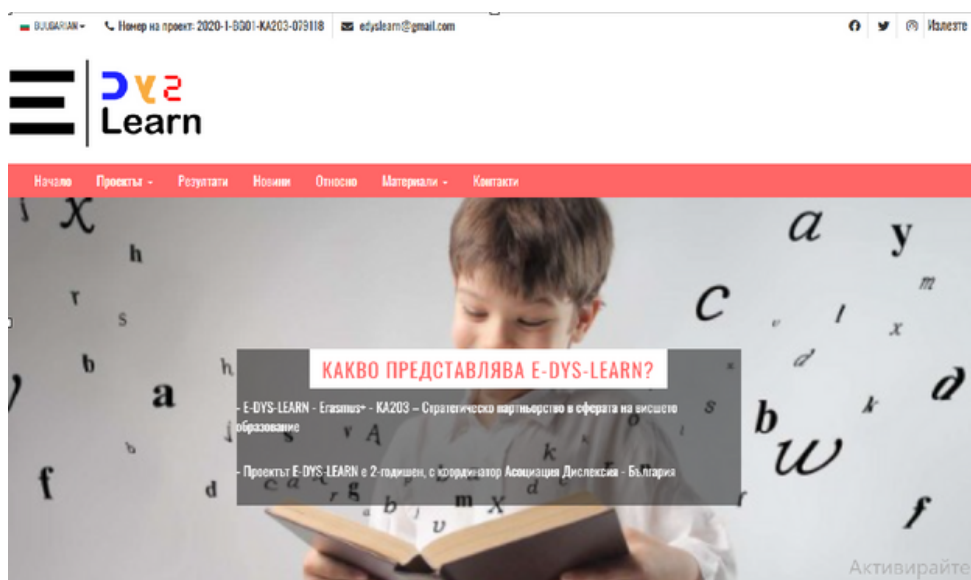 BULGARIAN
Номер на проект: 2020-1-BG01-KA203-079118
edyslearn@gmail.com
Излезте
E
Dys
Learn
Начало
Проектът
Резултати
Новини
Относно
Материали
Контакти
j x h r s b h a f d
КАКВО ПРЕДСТАВЛЯВА E-DYS-LEARN?
- E-DYS-LEARN - Erasmus+ - KA203 – Стратегическо партньорство в сферата на висшето
образование
- Проектът E-DYS-LEARN е 2-годишен, с координатор Асоциация Дислексия - България
a y m c v l x d a k s b w f
Активирайте